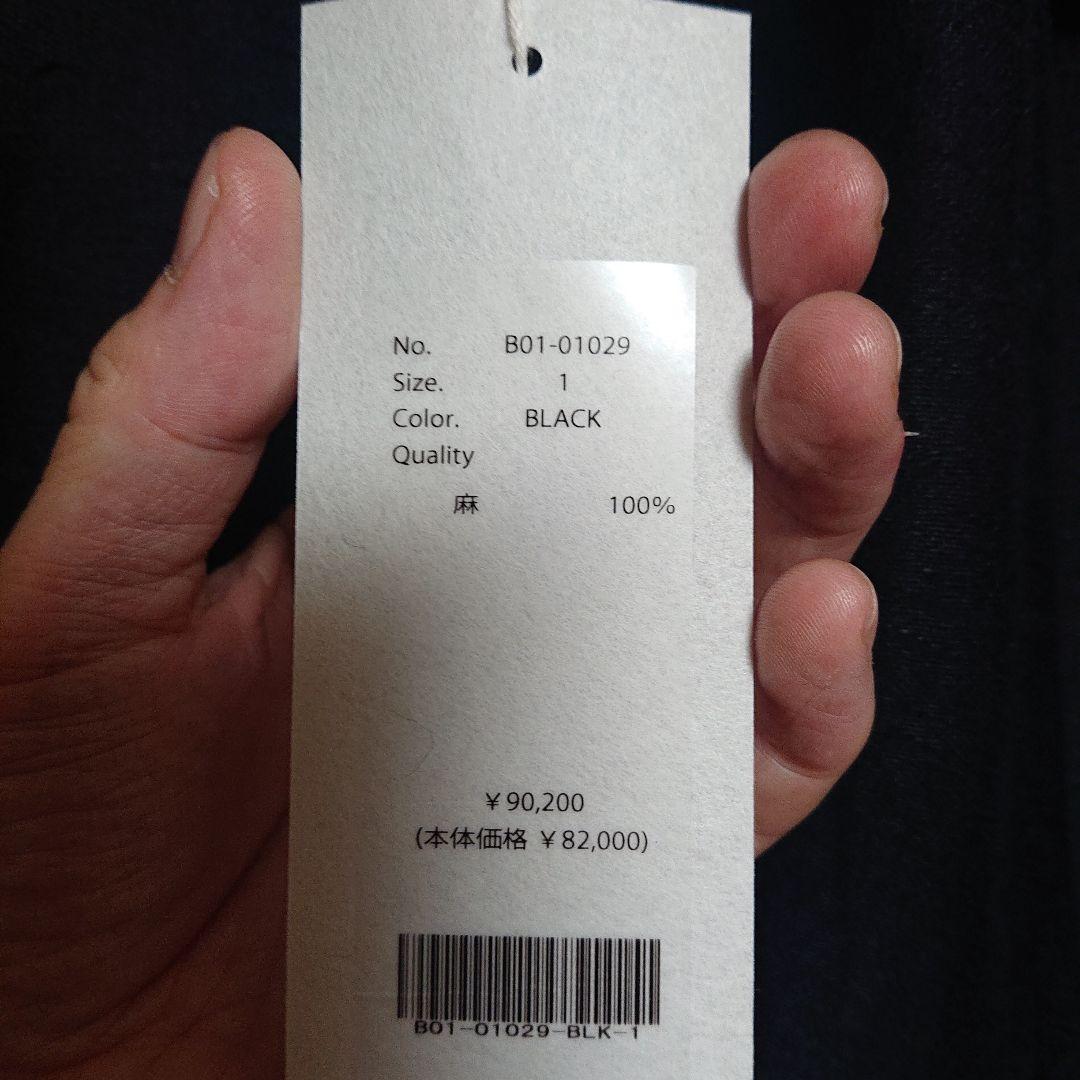 No. B01-01029
Size. 1
Color. BLACK
Quality
麻 100%
￥90,200
(本体価格 ￥82,000)
B01-01029-BLK-1